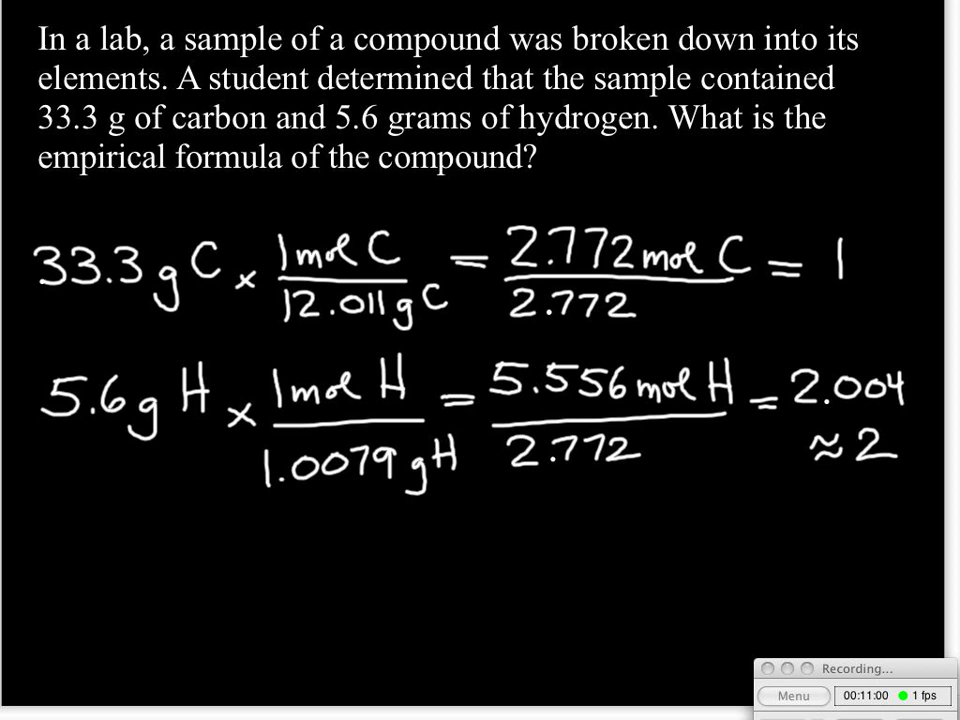 In a lab, a sample of a compound was broken down into its
elements. A student determined that the sample contained
33.3 g of carbon and 5.6 grams of hydrogen. What is the
empirical formula of the compound?
33.3 g C x 1 mol C / 12.011 g C = 2.772 mol C / 2.772 = 1
5.6 g H x 1 mol H / 1.0079 g H = 5.556 mol H / 2.772 = 2.004
≈ 2
Recording...
Menu 00:11:00 1 fps